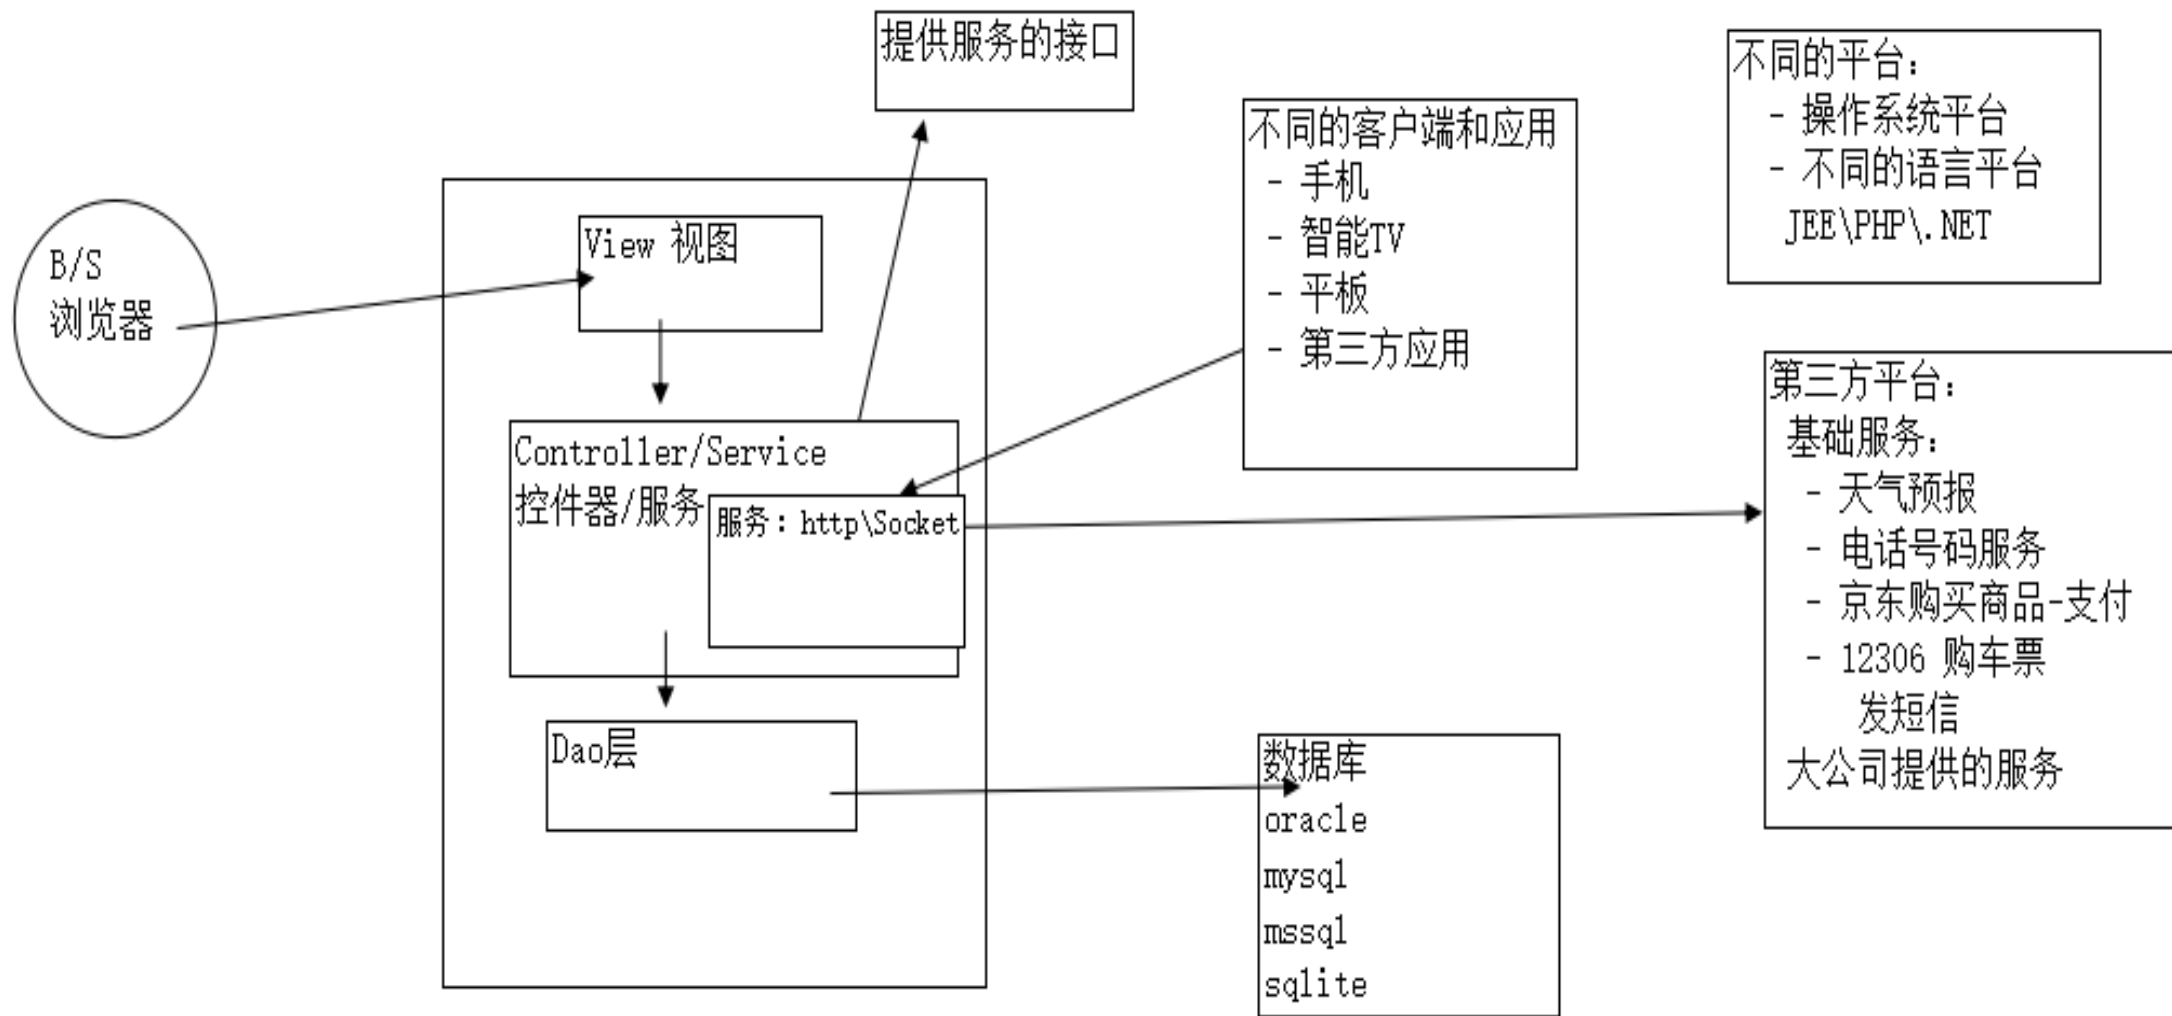 提供服务的接口
不同的平台：
- 操作系统平台
- 不同的语言平台
JEE\PHP\.NET
不同的客户端和应用
- 手机
- 智能TV
- 平板
- 第三方应用
B/S
浏览器
View 视图
Controller/Service
控件器/服务
服务：http\Socket
Dao层
第三方平台：
基础服务：
- 天气预报
- 电话号码服务
- 京东购买商品-支付
- 12306 购车票
发短信
大公司提供的服务
数据库
oracle
mysql
mssql
sqlite